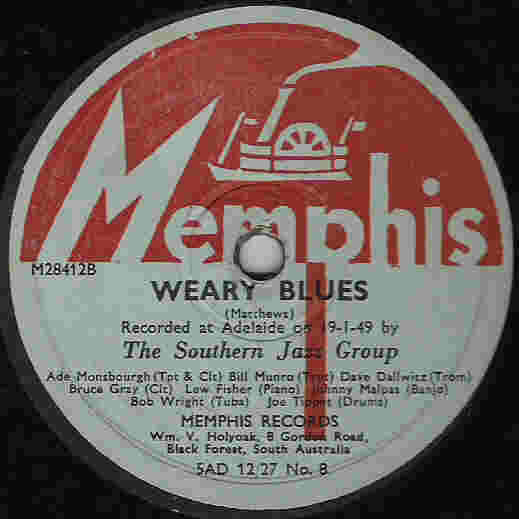 Memphis
M28412B
WEARY BLUES
(Matthews)
Recorded at Adelaide on 19-1-49 by
The Southern Jazz Group
Ade Monsbourgh (Tpt & Clt) Bill Munro (Tpt) Dave Dallwitz (Trom)
Bruce Gray (Clt) Lew Fisher (Piano) Johnny Malpas (Banjo)
Bob Wright (Tuba) Joe Tippet (Drums)
MEMPHIS RECORDS
Wm. V. Holyoak, 8 Gordon Road,
Black Forest, South Australia
SAD 12 27 No. 8